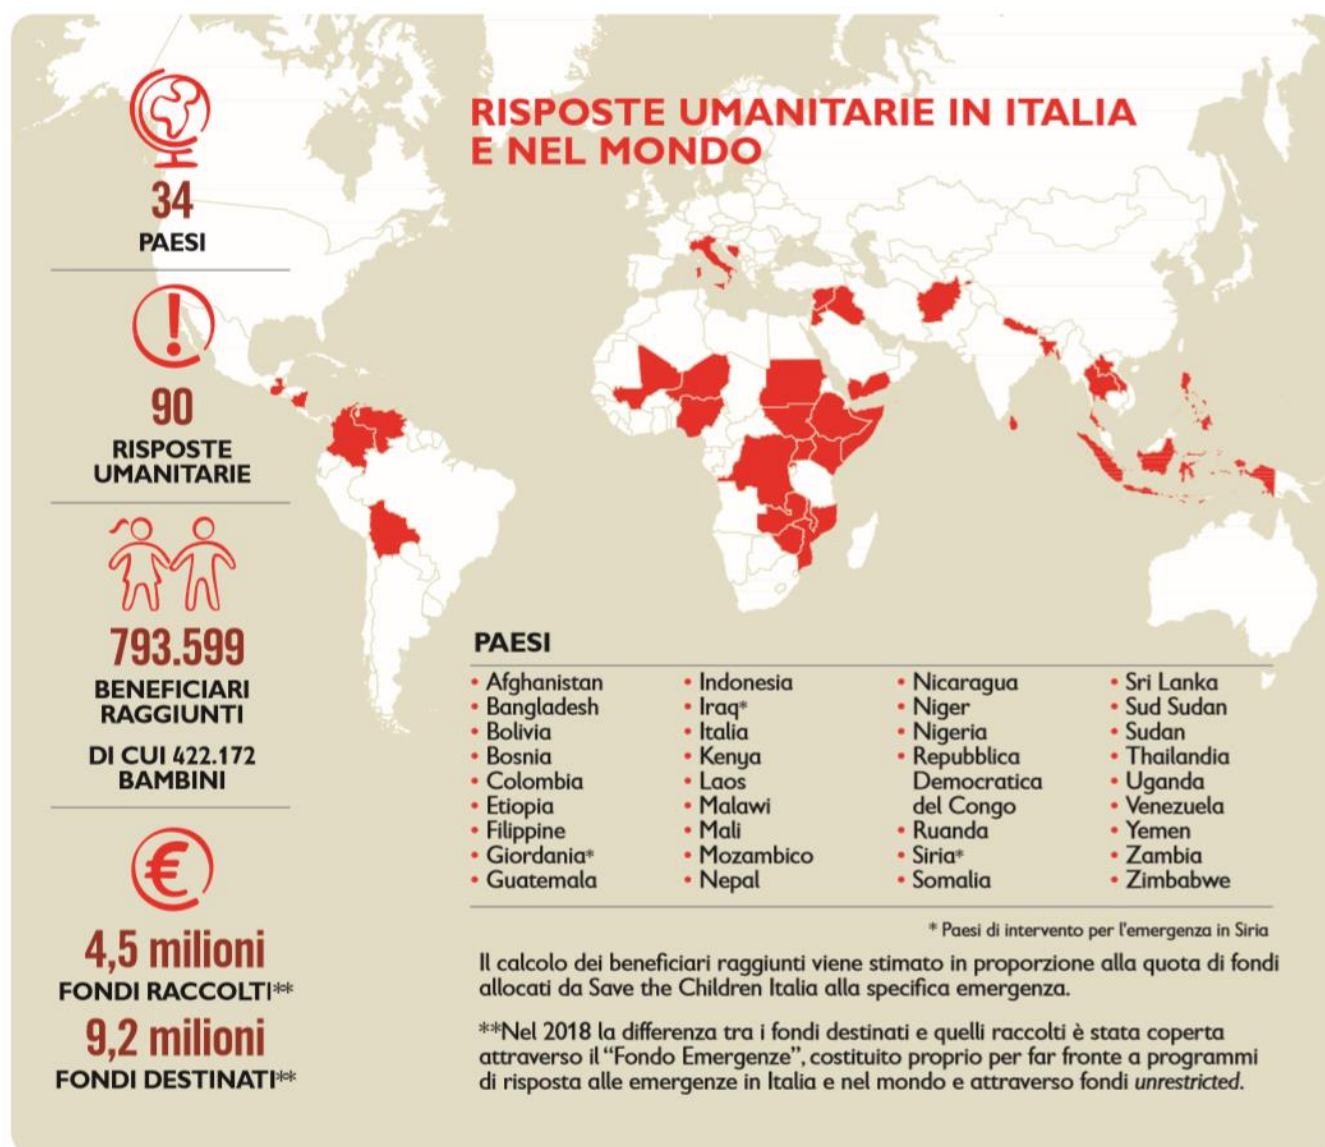 RISPOSTE UMANITARIE IN ITALIA
E NEL MONDO
34
PAESI
90
RISPOSTE
UMANITARIE
793.599
BENEFICIARI
RAGGIUNTI
DI CUI 422.172
BAMBINI
€
4,5 milioni
FONDI RACCOLTI**
9,2 milioni
FONDI DESTINATI**
PAESI
• Afghanistan
• Bangladesh
• Bolivia
• Bosnia
• Colombia
• Etiopia
• Filippine
• Giordania*
• Guatemala
• Indonesia
• Iraq*
• Italia
• Kenya
• Laos
• Malawi
• Mali
• Mozambico
• Nepal
• Nicaragua
• Niger
• Nigeria
• Repubblica
Democratica
del Congo
• Ruanda
• Siria*
• Somalia
• Sri Lanka
• Sud Sudan
• Sudan
• Thailandia
• Uganda
• Venezuela
• Yemen
• Zambia
• Zimbabwe
* Paesi di intervento per l'emergenza in Siria
Il calcolo dei beneficiari raggiunti viene stimato in proporzione alla quota di fondi
allocati da Save the Children Italia alla specifica emergenza.
**Nel 2018 la differenza tra i fondi destinati e quelli raccolti è stata coperta
attraverso il “Fondo Emergenze”, costituito proprio per far fronte a programmi
di risposta alle emergenze in Italia e nel mondo e attraverso fondi unrestricted.